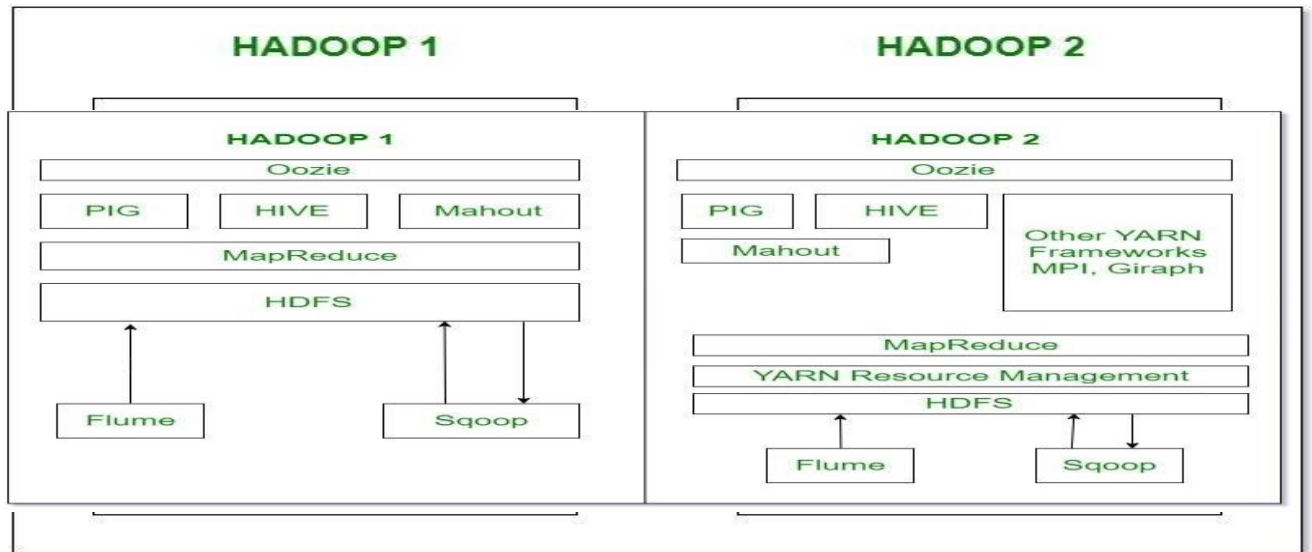 HADOOP 1
HADOOP 2
HADOOP 1
Oozie
PIG
HIVE
Mahout
MapReduce
HDFS
Flume
Sqoop
HADOOP 2
Oozie
PIG
HIVE
Mahout
Other YARN
Frameworks
MPI, Giraph
MapReduce
YARN Resource Management
HDFS
Flume
Sqoop